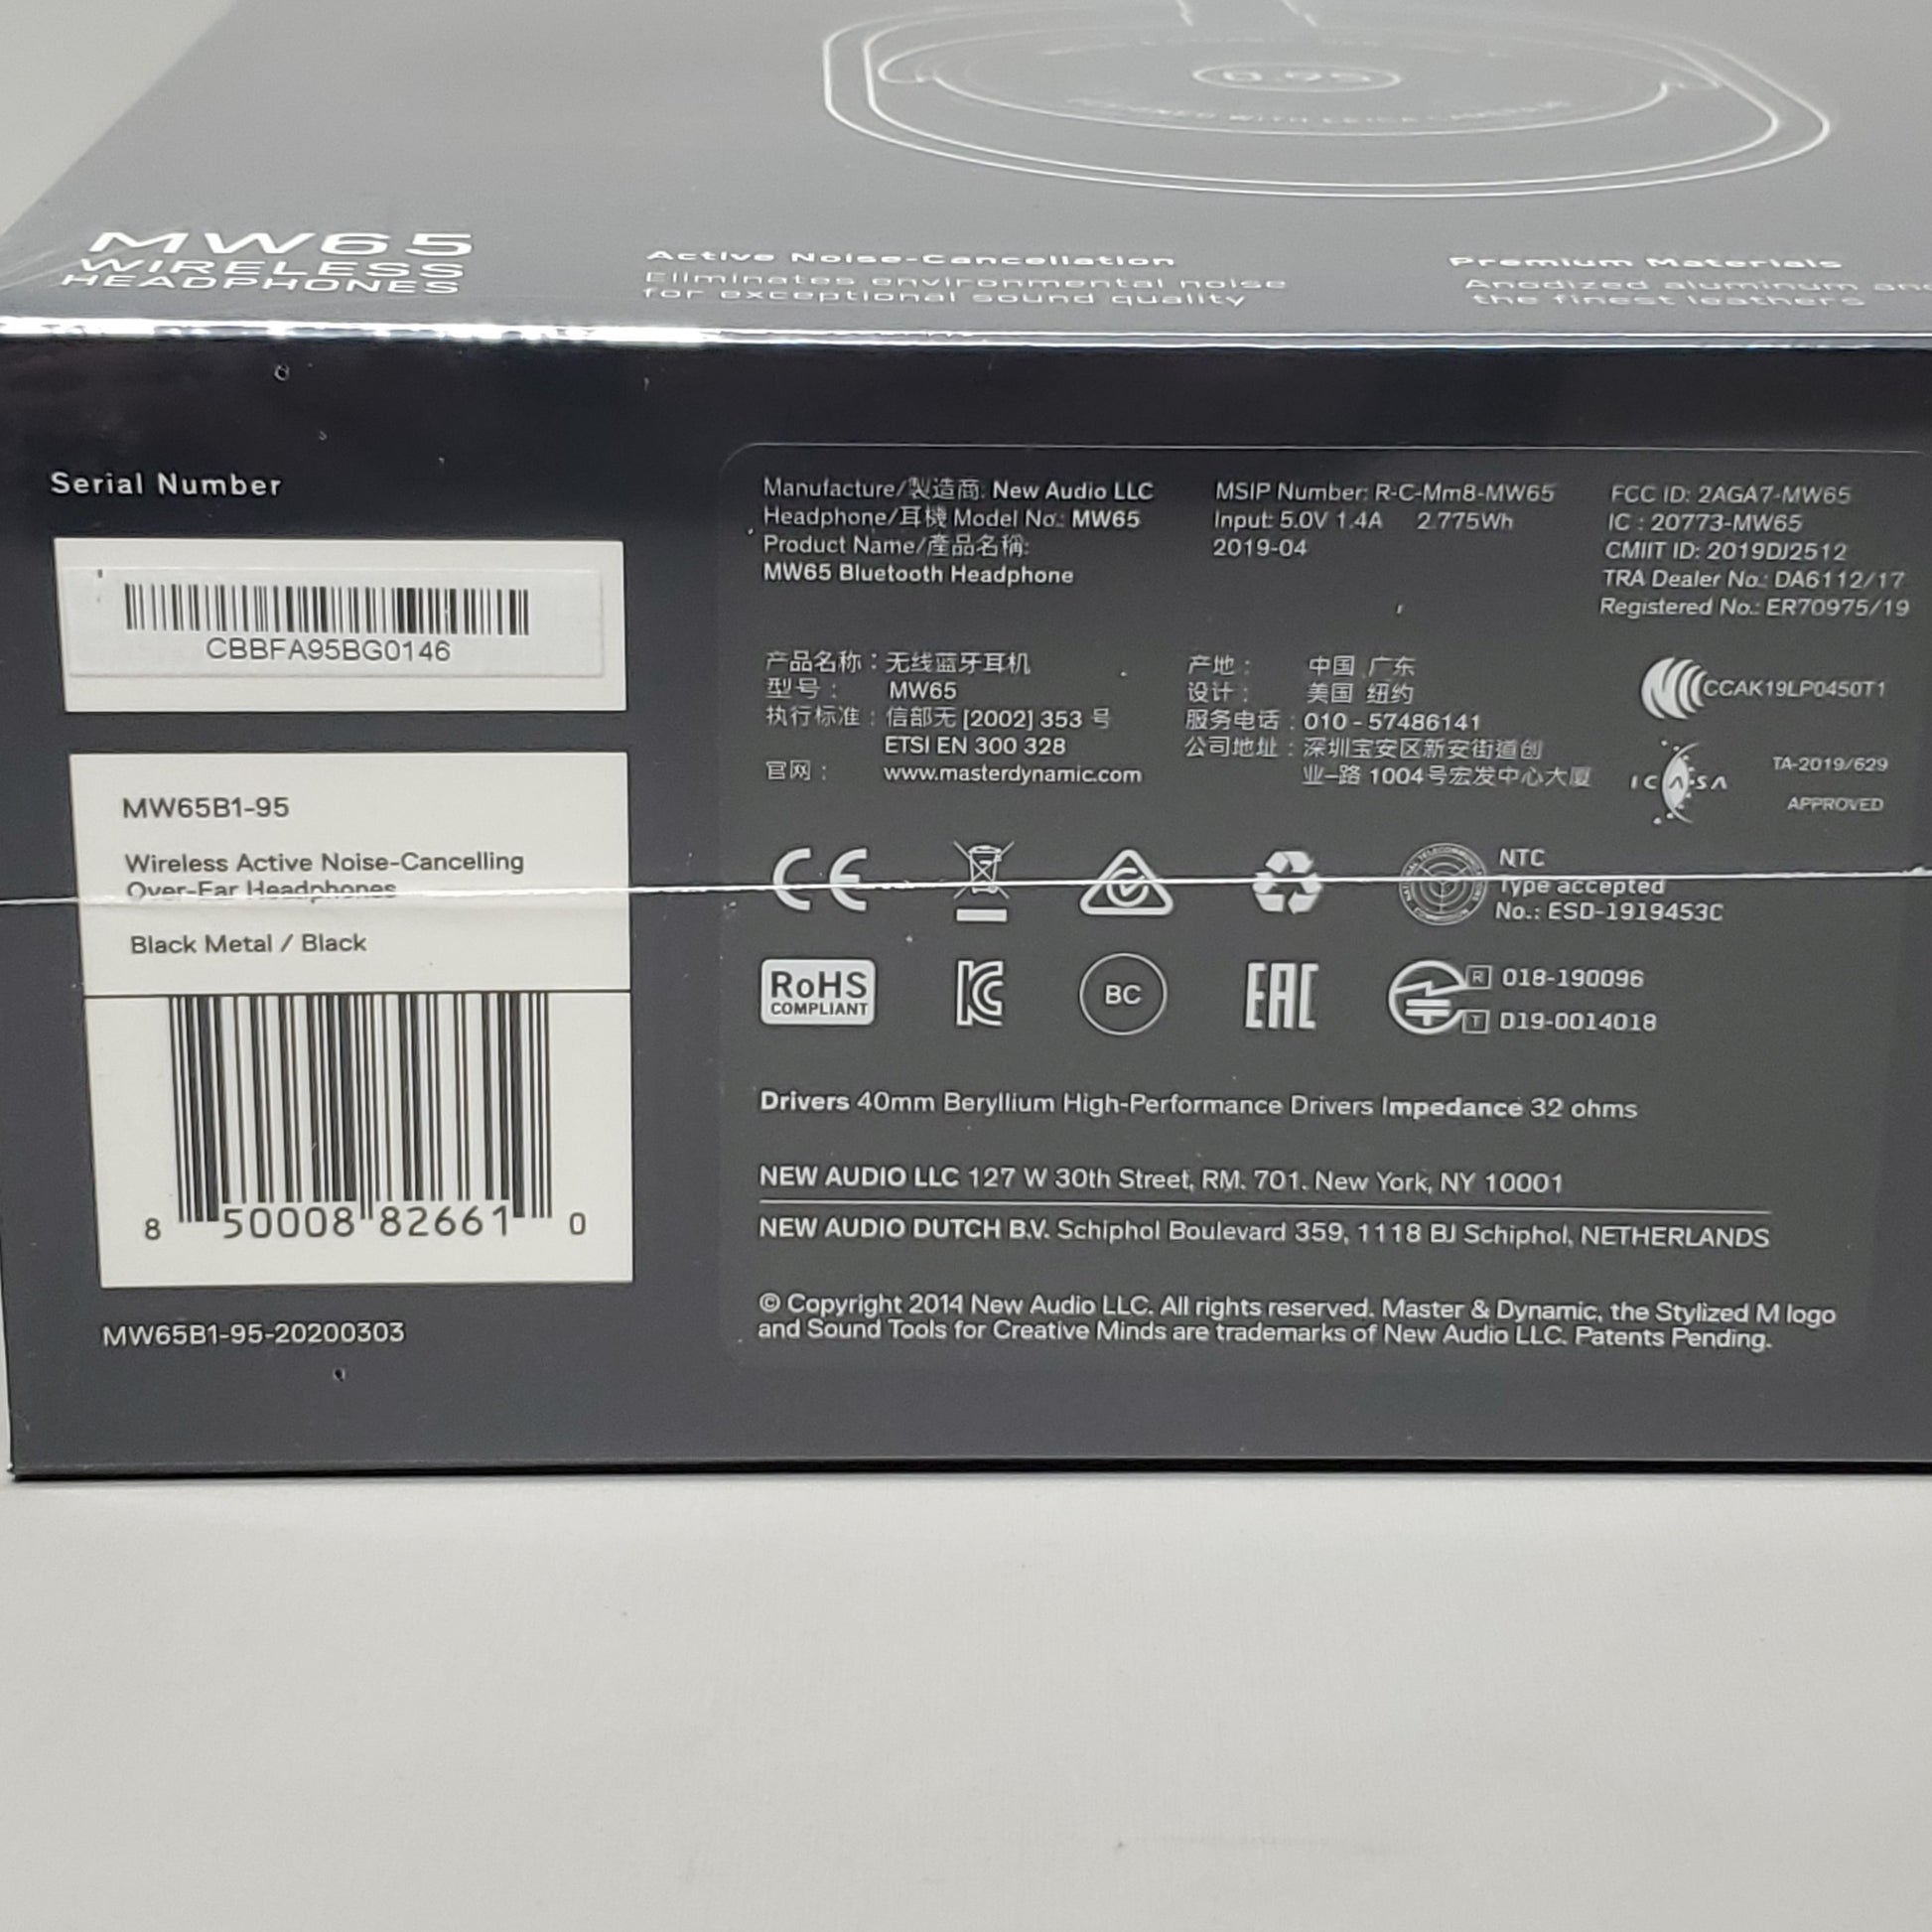 0.95
MW65
WIRELESS
HEADPHONES
Active Noise-Cancellation
Eliminates environmental noise
for exceptional sound quality
Premium Materials
Anodized aluminum and
the finest leathers
Serial Number
CBBFA95BG0146
MW65B1-95
Wireless Active Noise-Cancelling
Over-Ear Headphones
Black Metal / Black
8 50008 82661 0
MW65B1-95-20200303
Manufacture/製造商: New Audio LLC
Headphone/耳機 Model No.: MW65
Product Name/產品名稱:
MW65 Bluetooth Headphone
MSIP Number: R-C-Mm8-MW65
Input: 5.0V 1.4A 2.775Wh
2019-04
FCC ID: 2AGA7-MW65
IC : 20773-MW65
CMIIT ID: 2019DJ2512
TRA Dealer No.: DA6112/17
Registered No.: ER70975/19
产品名称：无线蓝牙耳机
型号： MW65
执行标准：信部无 [2002] 353 号
ETSI EN 300 328
官网： www.masterdynamic.com
产地： 中国 广东
设计： 美国 纽约
服务电话：010-57486141
公司地址：深圳宝安区新安街道创
业一路 1004号宏发中心大厦
CCAK19LP0450T1
ICASA
TA-2019/629
APPROVED
CE
NTC
Type accepted
No.: ESD-1919453C
RoHS
COMPLIANT
BC
EAC
R 018-190096
T D19-0014018
Drivers 40mm Beryllium High-Performance Drivers Impedance 32 ohms
NEW AUDIO LLC 127 W 30th Street, RM. 701. New York, NY 10001
NEW AUDIO DUTCH B.V. Schiphol Boulevard 359, 1118 BJ Schiphol, NETHERLANDS
© Copyright 2014 New Audio LLC. All rights reserved. Master & Dynamic, the Stylized M logo
and Sound Tools for Creative Minds are trademarks of New Audio LLC. Patents Pending.